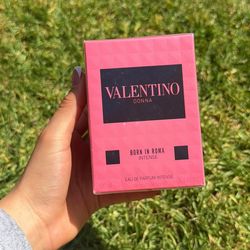 VALENTINO
DONNA
BORN IN ROMA
INTENSE
EAU DE PARFUM INTENSE